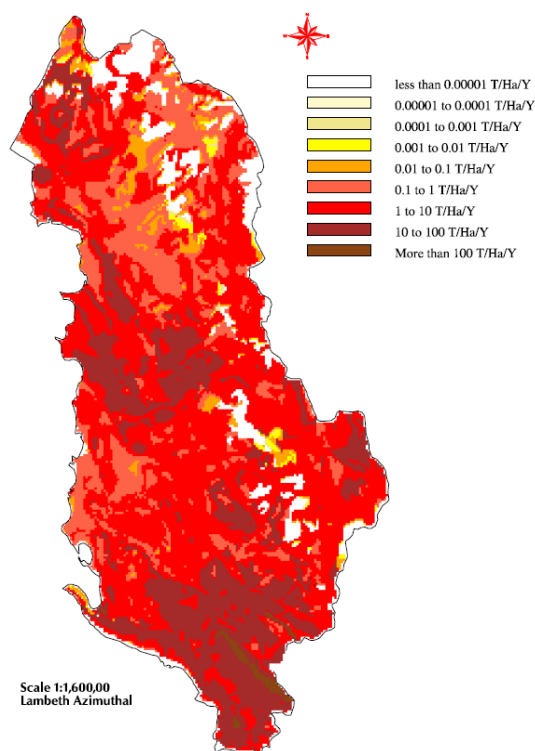 less than 0.00001 T/Ha/Y
0.00001 to 0.0001 T/Ha/Y
0.0001 to 0.001 T/Ha/Y
0.001 to 0.01 T/Ha/Y
0.01 to 0.1 T/Ha/Y
0.1 to 1 T/Ha/Y
1 to 10 T/Ha/Y
10 to 100 T/Ha/Y
More than 100 T/Ha/Y
Scale 1:1,600,00
Lambeth Azimuthal